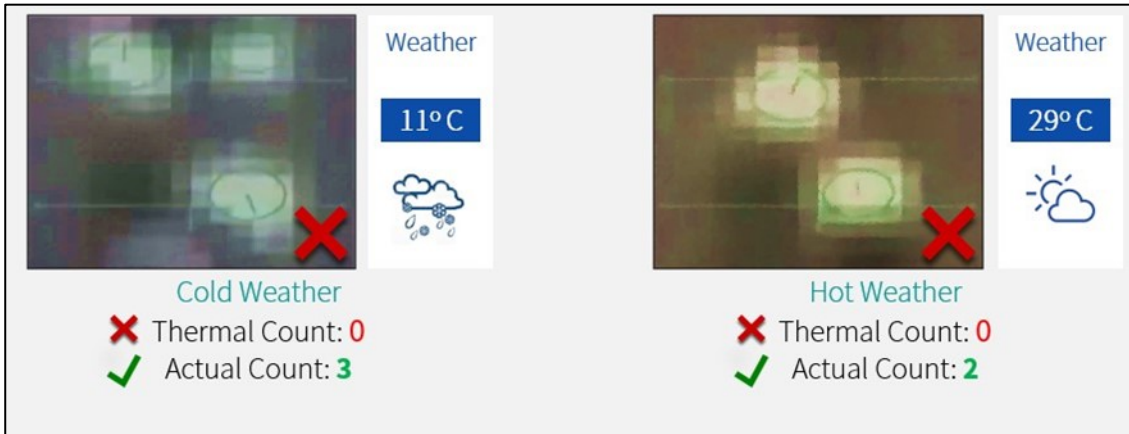 Weather
11º C
Cold Weather
Thermal Count: 0
Actual Count: 3
Weather
29º C
Hot Weather
Thermal Count: 0
Actual Count: 2